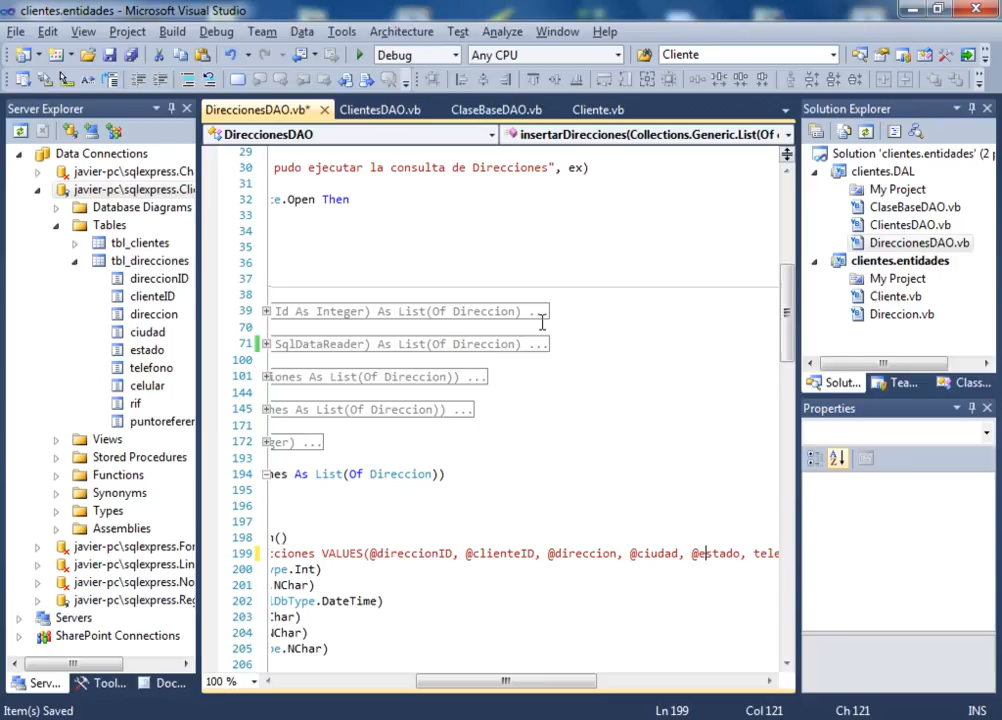 clientes.entidades - Microsoft Visual Studio
File Edit View Project Build Debug Team Data Tools Architecture Test Analyze Window Help
Debug Any CPU Cliente
Server Explorer
Data Connections
javier-pc\sqlexpress.Ch
javier-pc\sqlexpress.Cli
Database Diagrams
Tables
tbl_clientes
tbl_direcciones
direccionID
clienteID
direccion
ciudad
estado
telefono
celular
rif
puntoreferer
Views
Stored Procedures
Functions
Synonyms
Types
Assemblies
javier-pc\sqlexpress.For
javier-pc\sqlexpress.Lin
javier-pc\sqlexpress.No
javier-pc\sqlexpress.Reg
Servers
SharePoint Connections
Serv... Tool... Doc...
DireccionesDAO.vb* ClientesDAO.vb ClaseBaseDAO.vb Cliente.vb
DireccionesDAO insertarDirecciones(Collections.Generic.List(Of
29
30 pudo ejecutar la consulta de Direcciones", ex)
31
32 :e.Open Then
33
34
35
36
37
38
39 Id As Integer) As List(Of Direccion) ...
70
71 SqlDataReader) As List(Of Direccion) ...
100
101 iones As List(Of Direccion)) ...
144
145 nes As List(Of Direccion)) ...
171
172 ger) ...
193
194 nes As List(Of Direccion))
195
196
197
198 n()
199 cciones VALUES(@direccionID, @clienteID, @direccion, @ciudad, @estado, tele
200 ype.Int)
201 .NChar)
202 lDbType.DateTime)
203 Char)
204 NChar)
205 pe.NChar)
206
100 %
Solution Explorer
Solution 'clientes.entidades' (2 p
clientes.DAL
My Project
ClaseBaseDAO.vb
ClientesDAO.vb
DireccionesDAO.vb
clientes.entidades
My Project
Cliente.vb
Direccion.vb
Solut... Tea... Class...
Properties
Item(s) Saved Ln 199 Col 121 Ch 121 INS